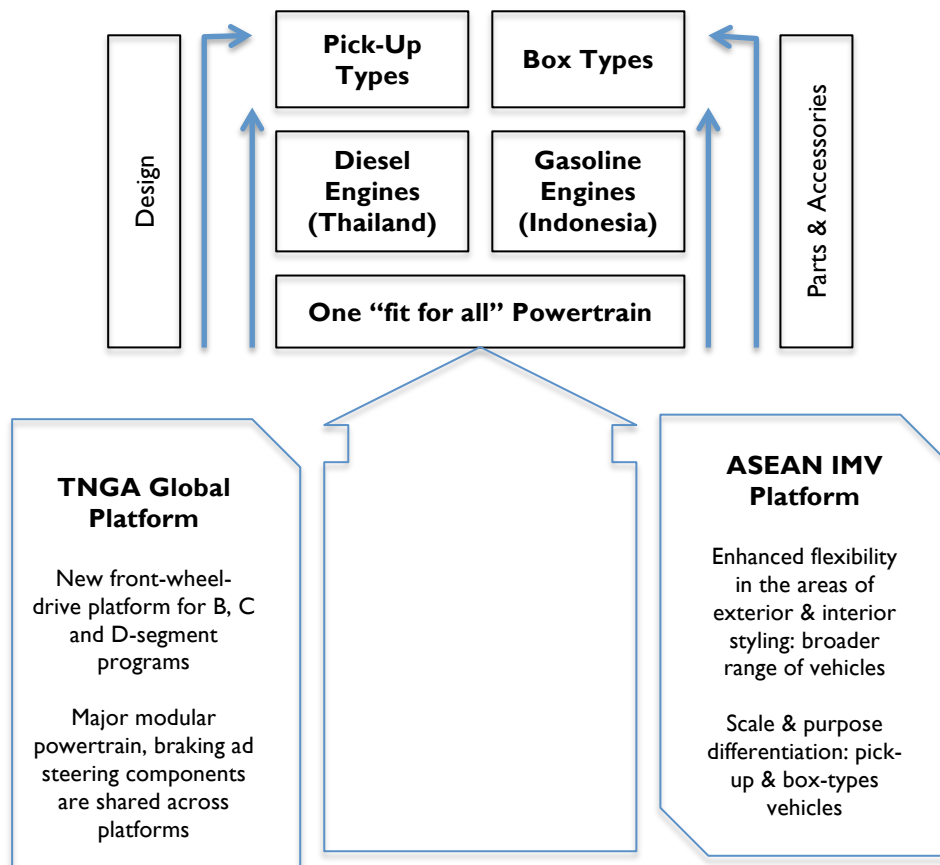 Design
Pick-Up
Types
Box Types
Diesel
Engines
(Thailand)
Gasoline
Engines
(Indonesia)
One “fit for all” Powertrain
Parts & Accessories
TNGA Global
Platform
New front-wheel-
drive platform for B, C
and D-segment
programs
Major modular
powertrain, braking ad
steering components
are shared across
platforms
ASEAN IMV
Platform
Enhanced flexibility
in the areas of
exterior & interior
styling: broader
range of vehicles
Scale & purpose
differentiation: pick-
up & box-types
vehicles